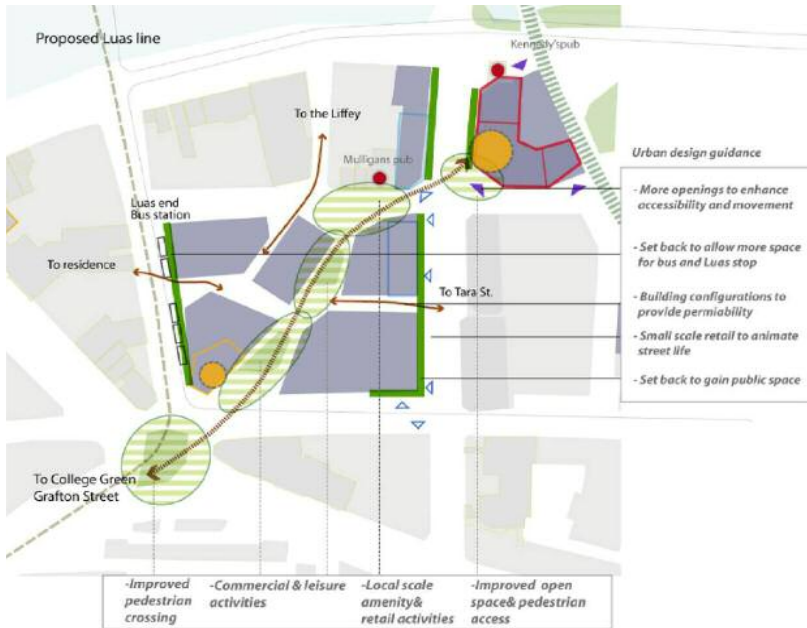 Proposed Luas line
Kennedy'spub
To the Liffey
Mulligans pub
Urban design guidance
- More openings to enhance
accessibility and movement
Luas end
Bus station
- Set back to allow more space
for bus and Luas stop
To residence
To Tara St.
- Building configurations to
provide permiability
- Small scale retail to animate
street life
- Set back to gain public space
To College Green
Grafton Street
-Improved
pedestrian
crossing
-Commercial & leisure
activities
-Local scale
amenity&
retail activities
-Improved open
space& pedestrian
access